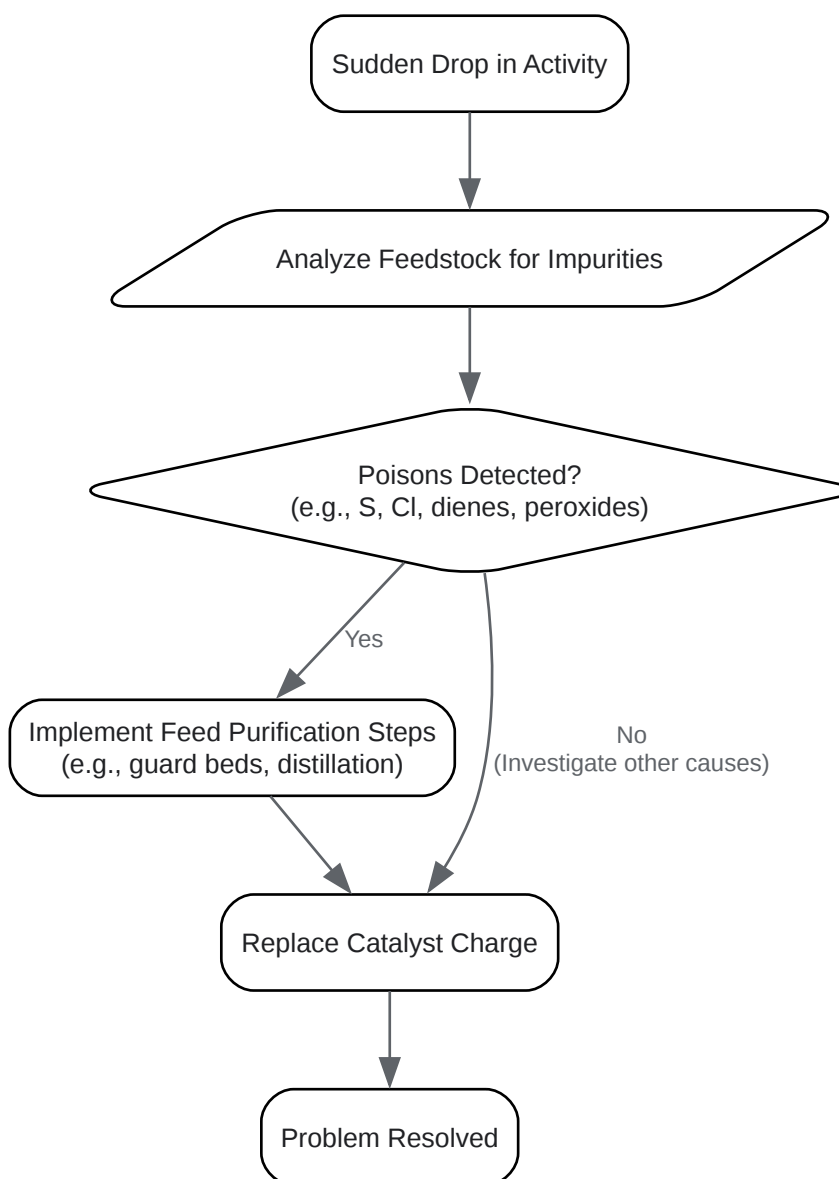 Sudden Drop in Activity
Analyze Feedstock for Impurities
Poisons Detected?
(e.g., S, Cl, dienes, peroxides)
Yes
Implement Feed Purification Steps
(e.g., guard beds, distillation)
No
(Investigate other causes)
Replace Catalyst Charge
Problem Resolved